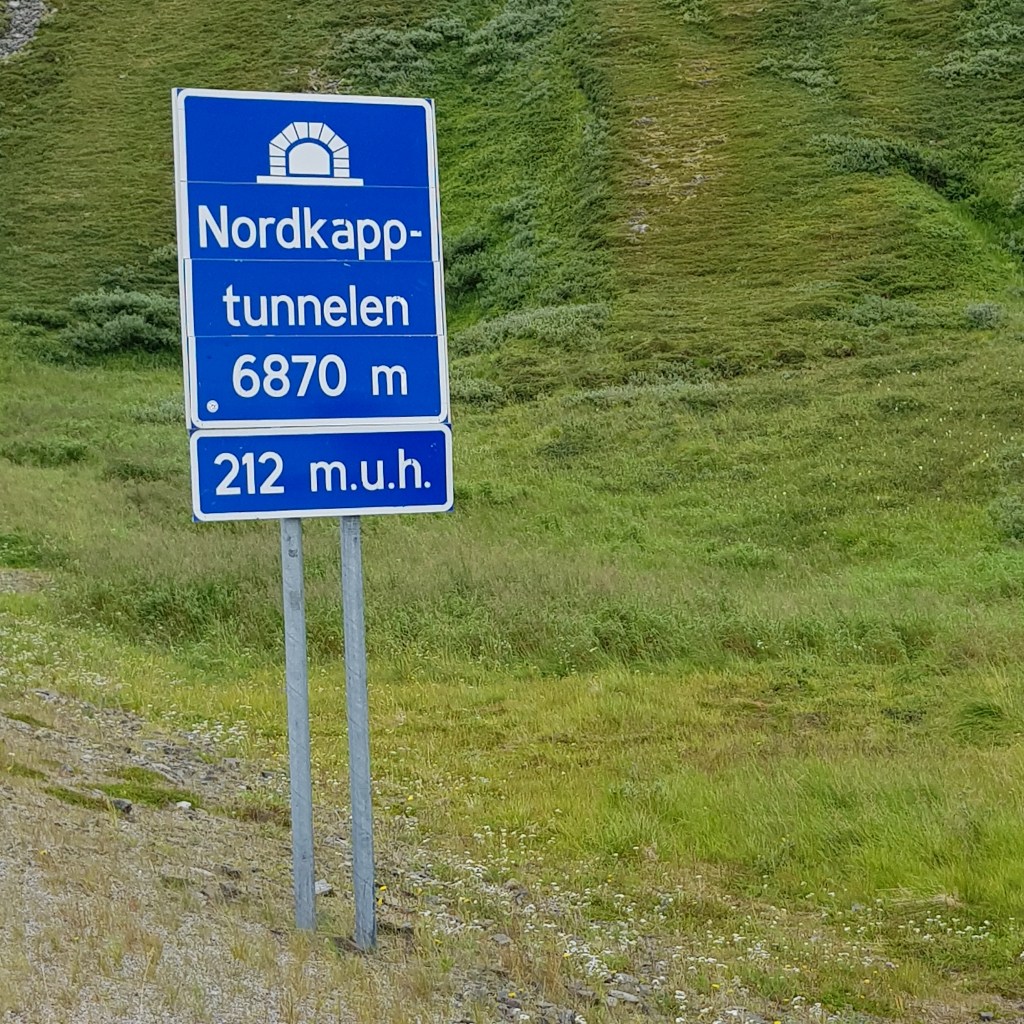 Nordkapp-
tunnelen
6870 m
212 m.u.h.